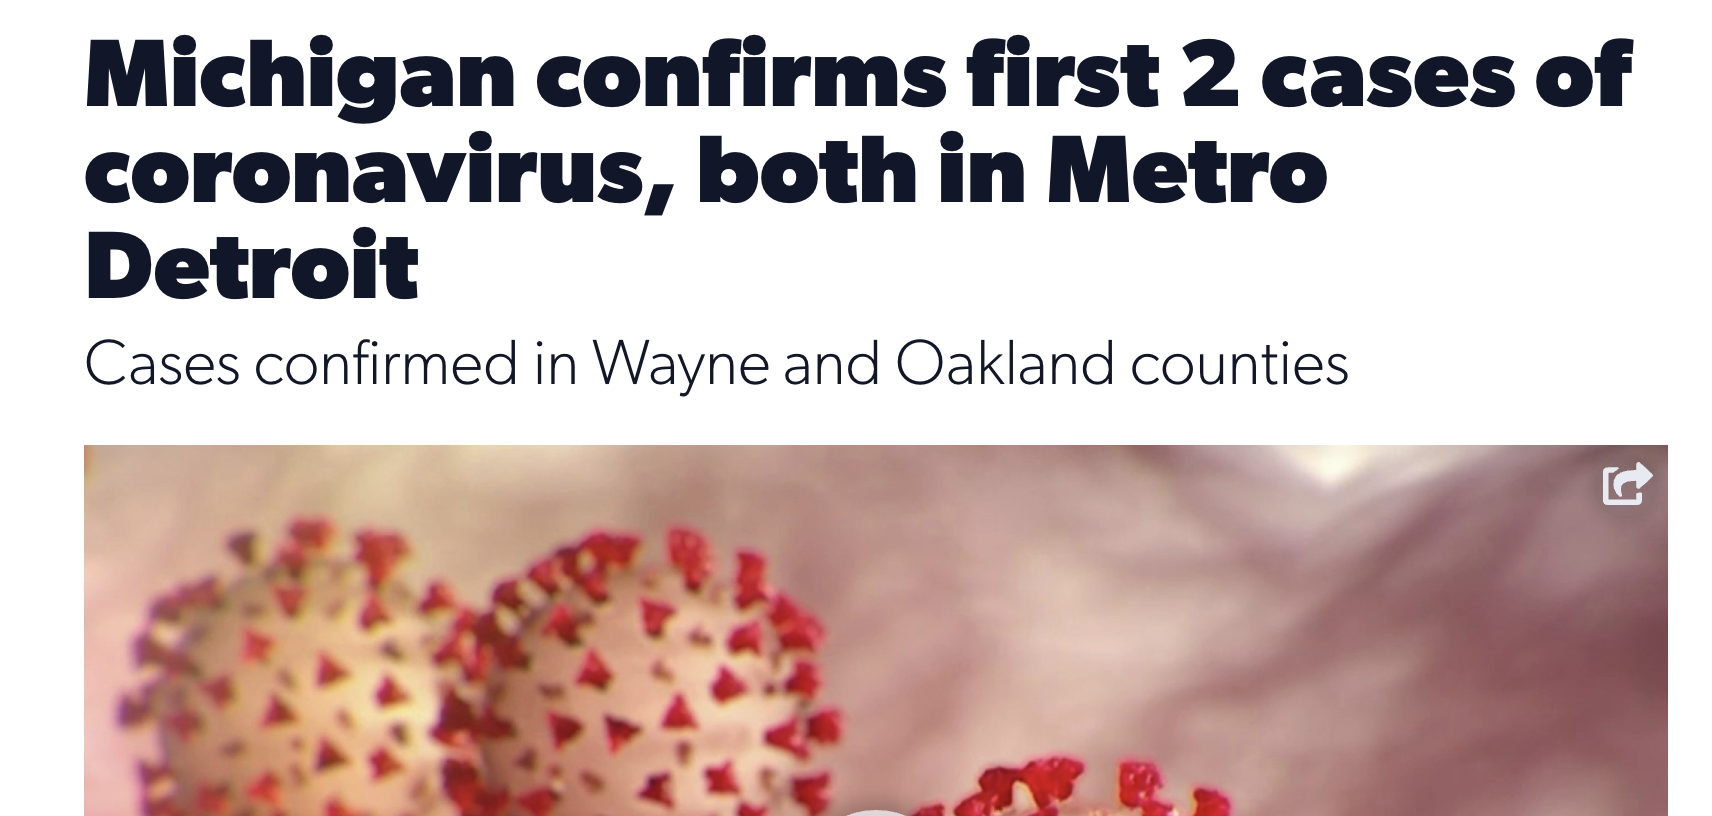 Michigan confirms first 2 cases of
coronavirus, both in Metro
Detroit
Cases confirmed in Wayne and Oakland counties